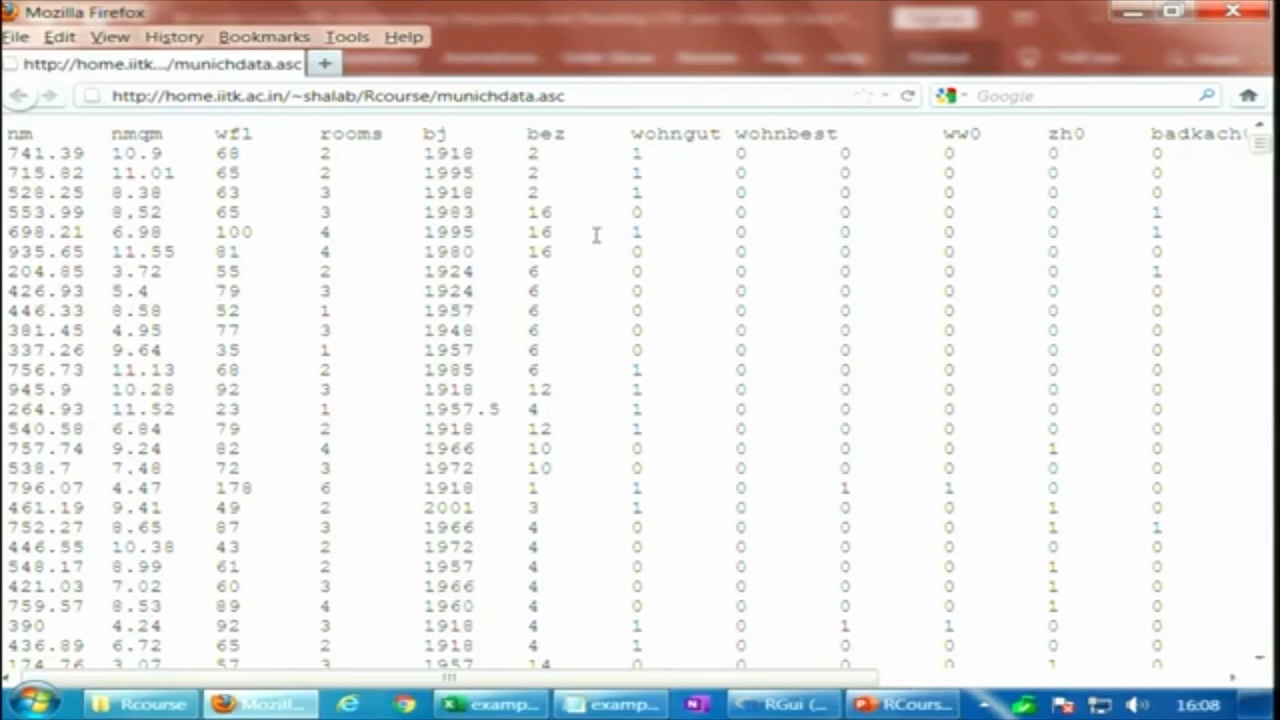 Mozilla Firefox
File Edit View History Bookmarks Tools Help
http://home.iitk.../munichdata.asc +
http://home.iitk.ac.in/~shalab/Rcourse/munichdata.asc Google
nm nmqm wfl rooms bj bez wohngut wohnbest ww0 zh0 badkach
741.39 10.9 68 2 1918 2 1 0 0 0 0 0
715.82 11.01 65 2 1995 2 1 0 0 0 0 0
528.25 8.38 63 3 1918 2 1 0 0 0 0 0
553.99 8.52 65 3 1983 16 0 0 0 0 0 1
698.21 6.98 100 4 1995 16 1 0 0 0 0 1
935.65 11.55 81 4 1980 16 0 0 0 0 0 0
204.85 3.72 55 2 1924 6 0 0 0 0 0 1
426.93 5.4 79 3 1924 6 0 0 0 0 0 0
446.33 8.58 52 1 1957 6 0 0 0 0 0 0
381.45 4.95 77 3 1948 6 0 0 0 0 0 0
337.26 9.64 35 1 1957 6 0 0 0 0 0 0
756.73 11.13 68 2 1985 6 1 0 0 0 0 0
945.9 10.28 92 3 1918 12 1 0 0 0 0 0
264.93 11.52 23 1 1957.5 4 1 0 0 0 0 0
540.58 6.84 79 2 1918 12 1 0 0 0 0 0
757.74 9.24 82 4 1966 10 0 0 0 0 1 0
538.7 7.48 72 3 1972 10 0 0 0 0 0 0
796.07 4.47 178 6 1918 1 1 0 1 1 0 0
461.19 9.41 49 2 2001 3 1 0 0 0 1 0
752.27 8.65 87 3 1966 4 0 0 0 0 1 1
446.55 10.38 43 2 1972 4 0 0 0 0 0 0
548.17 8.99 61 2 1957 4 0 0 0 0 1 0
421.03 7.02 60 3 1966 4 0 0 0 0 1 0
759.57 8.53 89 4 1960 4 0 0 0 0 1 0
390 4.24 92 3 1918 4 1 0 1 1 0 0
436.89 6.72 65 2 1918 4 1 0 0 0 0 0
174.76 3.07 57 3 1957 14 0 0 0 0 1 0
Rcourse Mozill... examp... examp... RGui (... RCours... 16:08